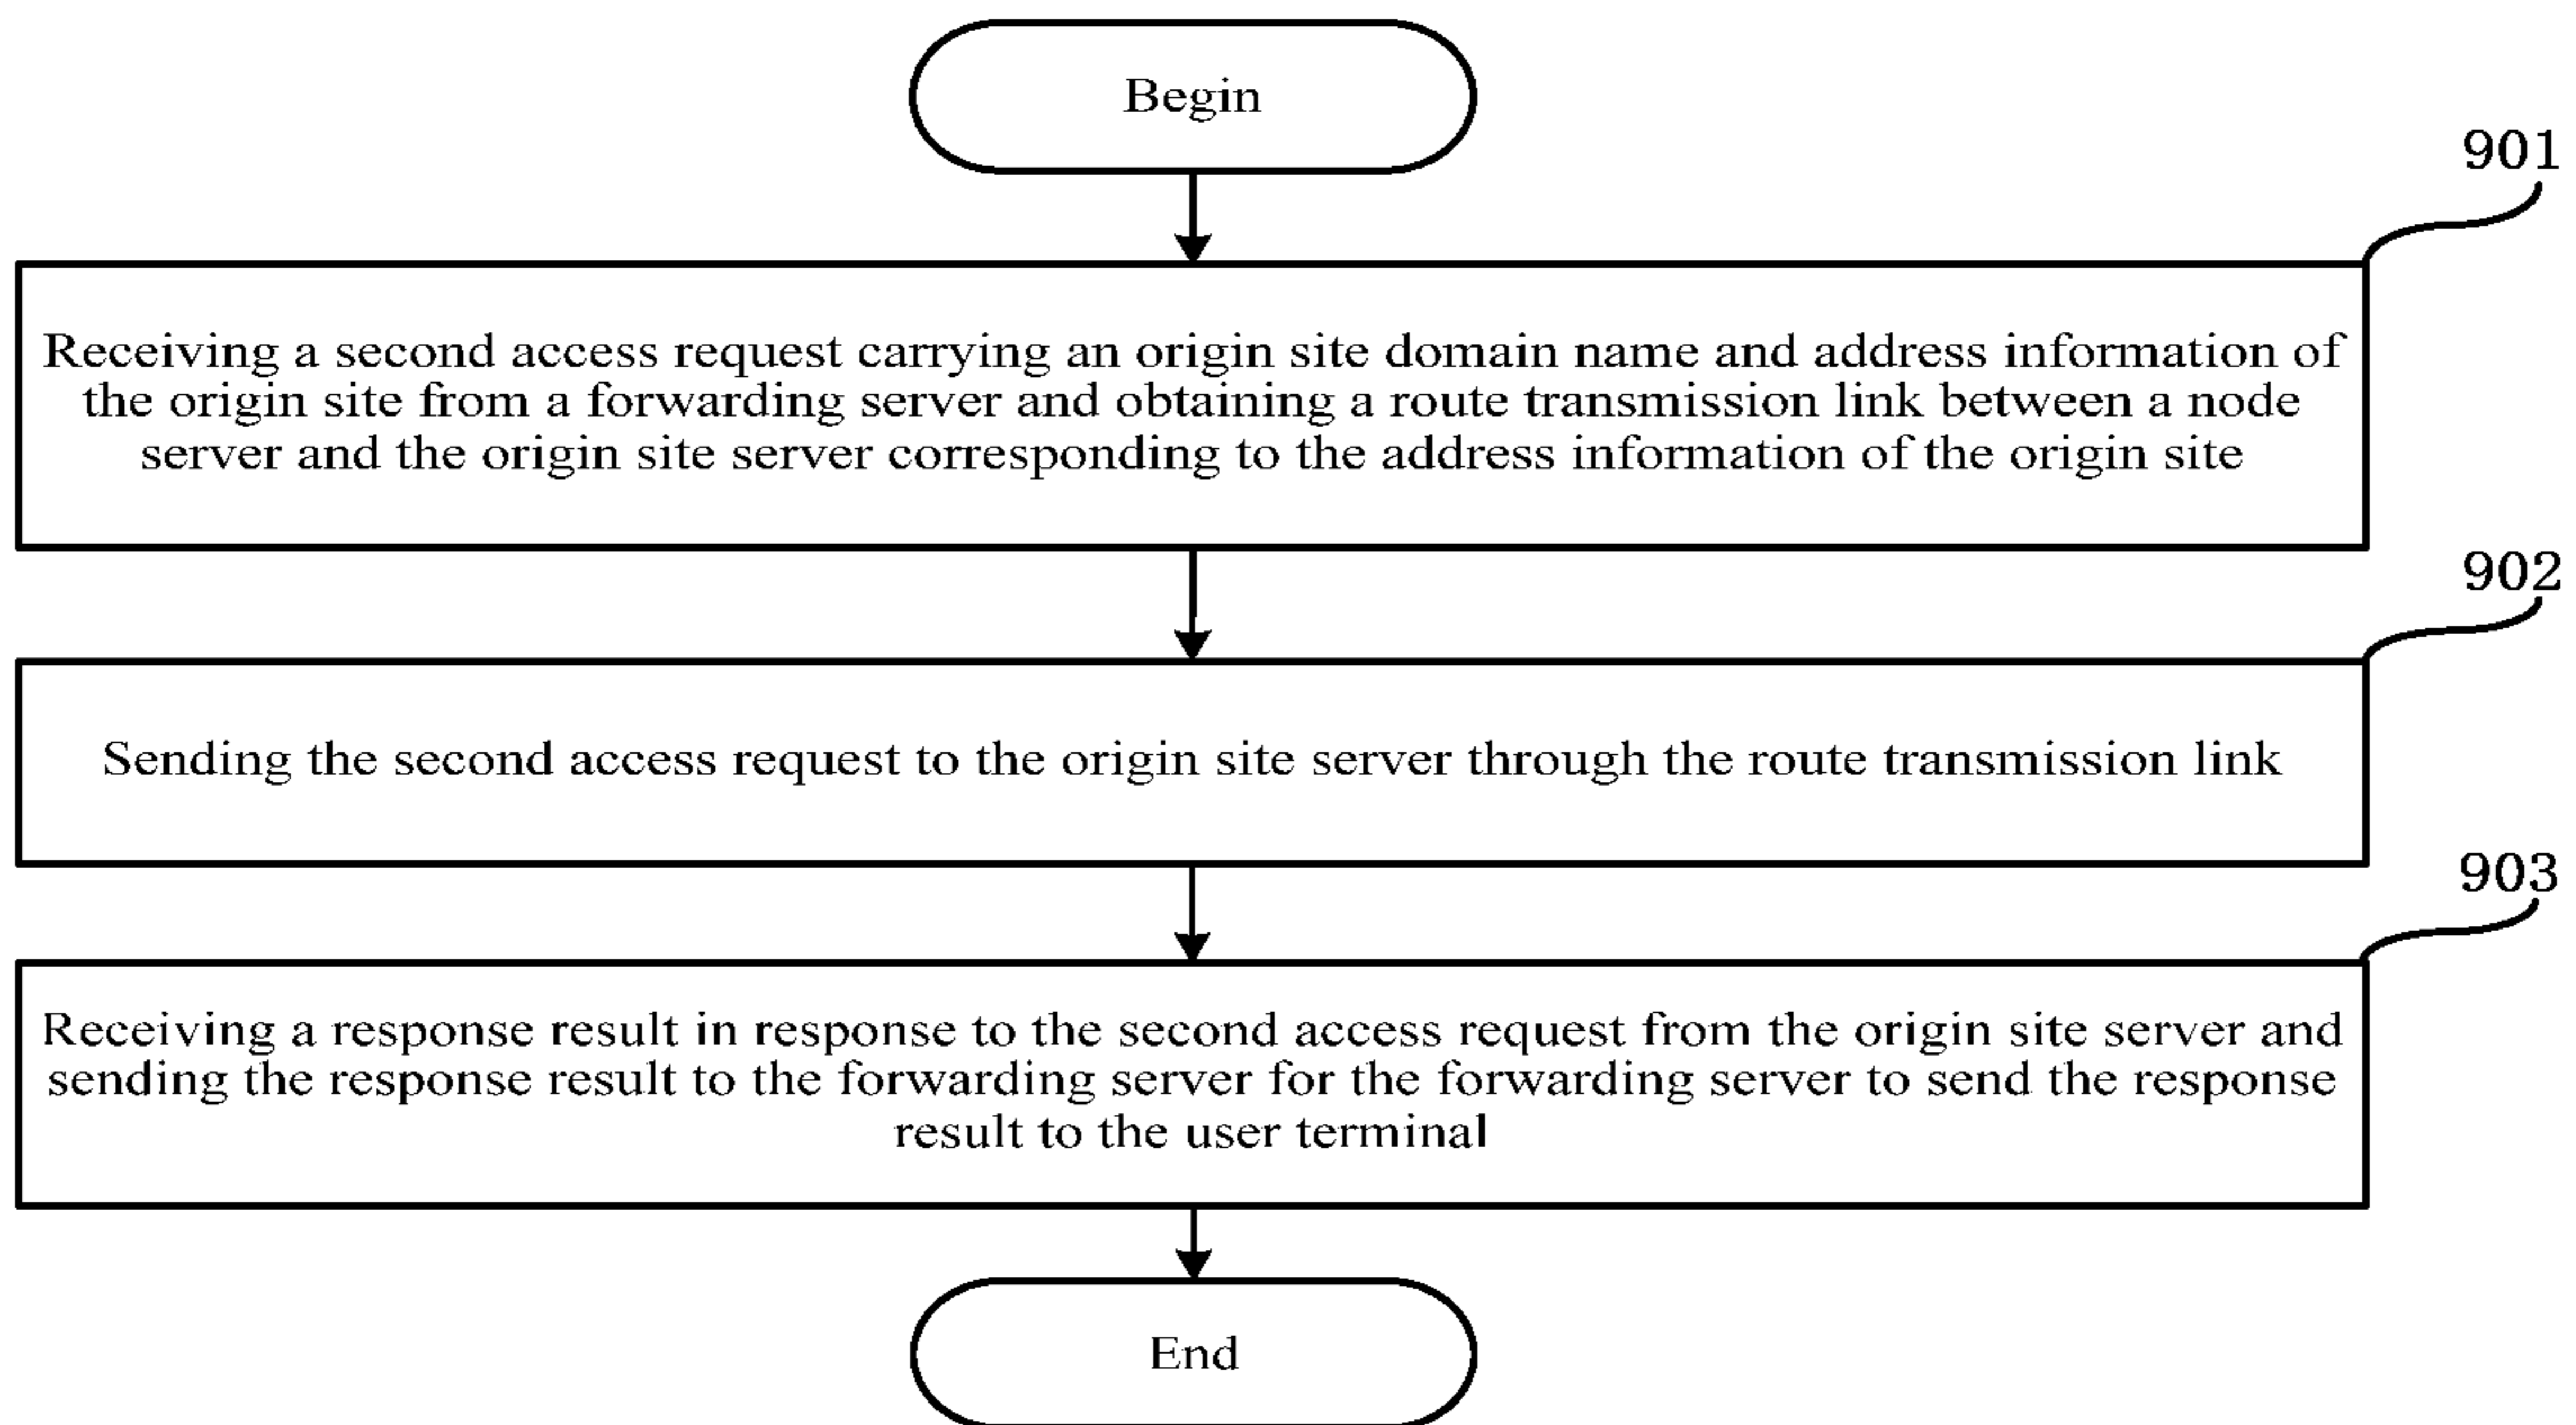 Begin
901
Receiving a second access request carrying an origin site domain name and address information of
the origin site from a forwarding server and obtaining a route transmission link between a node
server and the origin site server corresponding to the address information of the origin site
902
Sending the second access request to the origin site server through the route transmission link
903
Receiving a response result in response to the second access request from the origin site server and
sending the response result to the forwarding server for the forwarding server to send the response
result to the user terminal
End